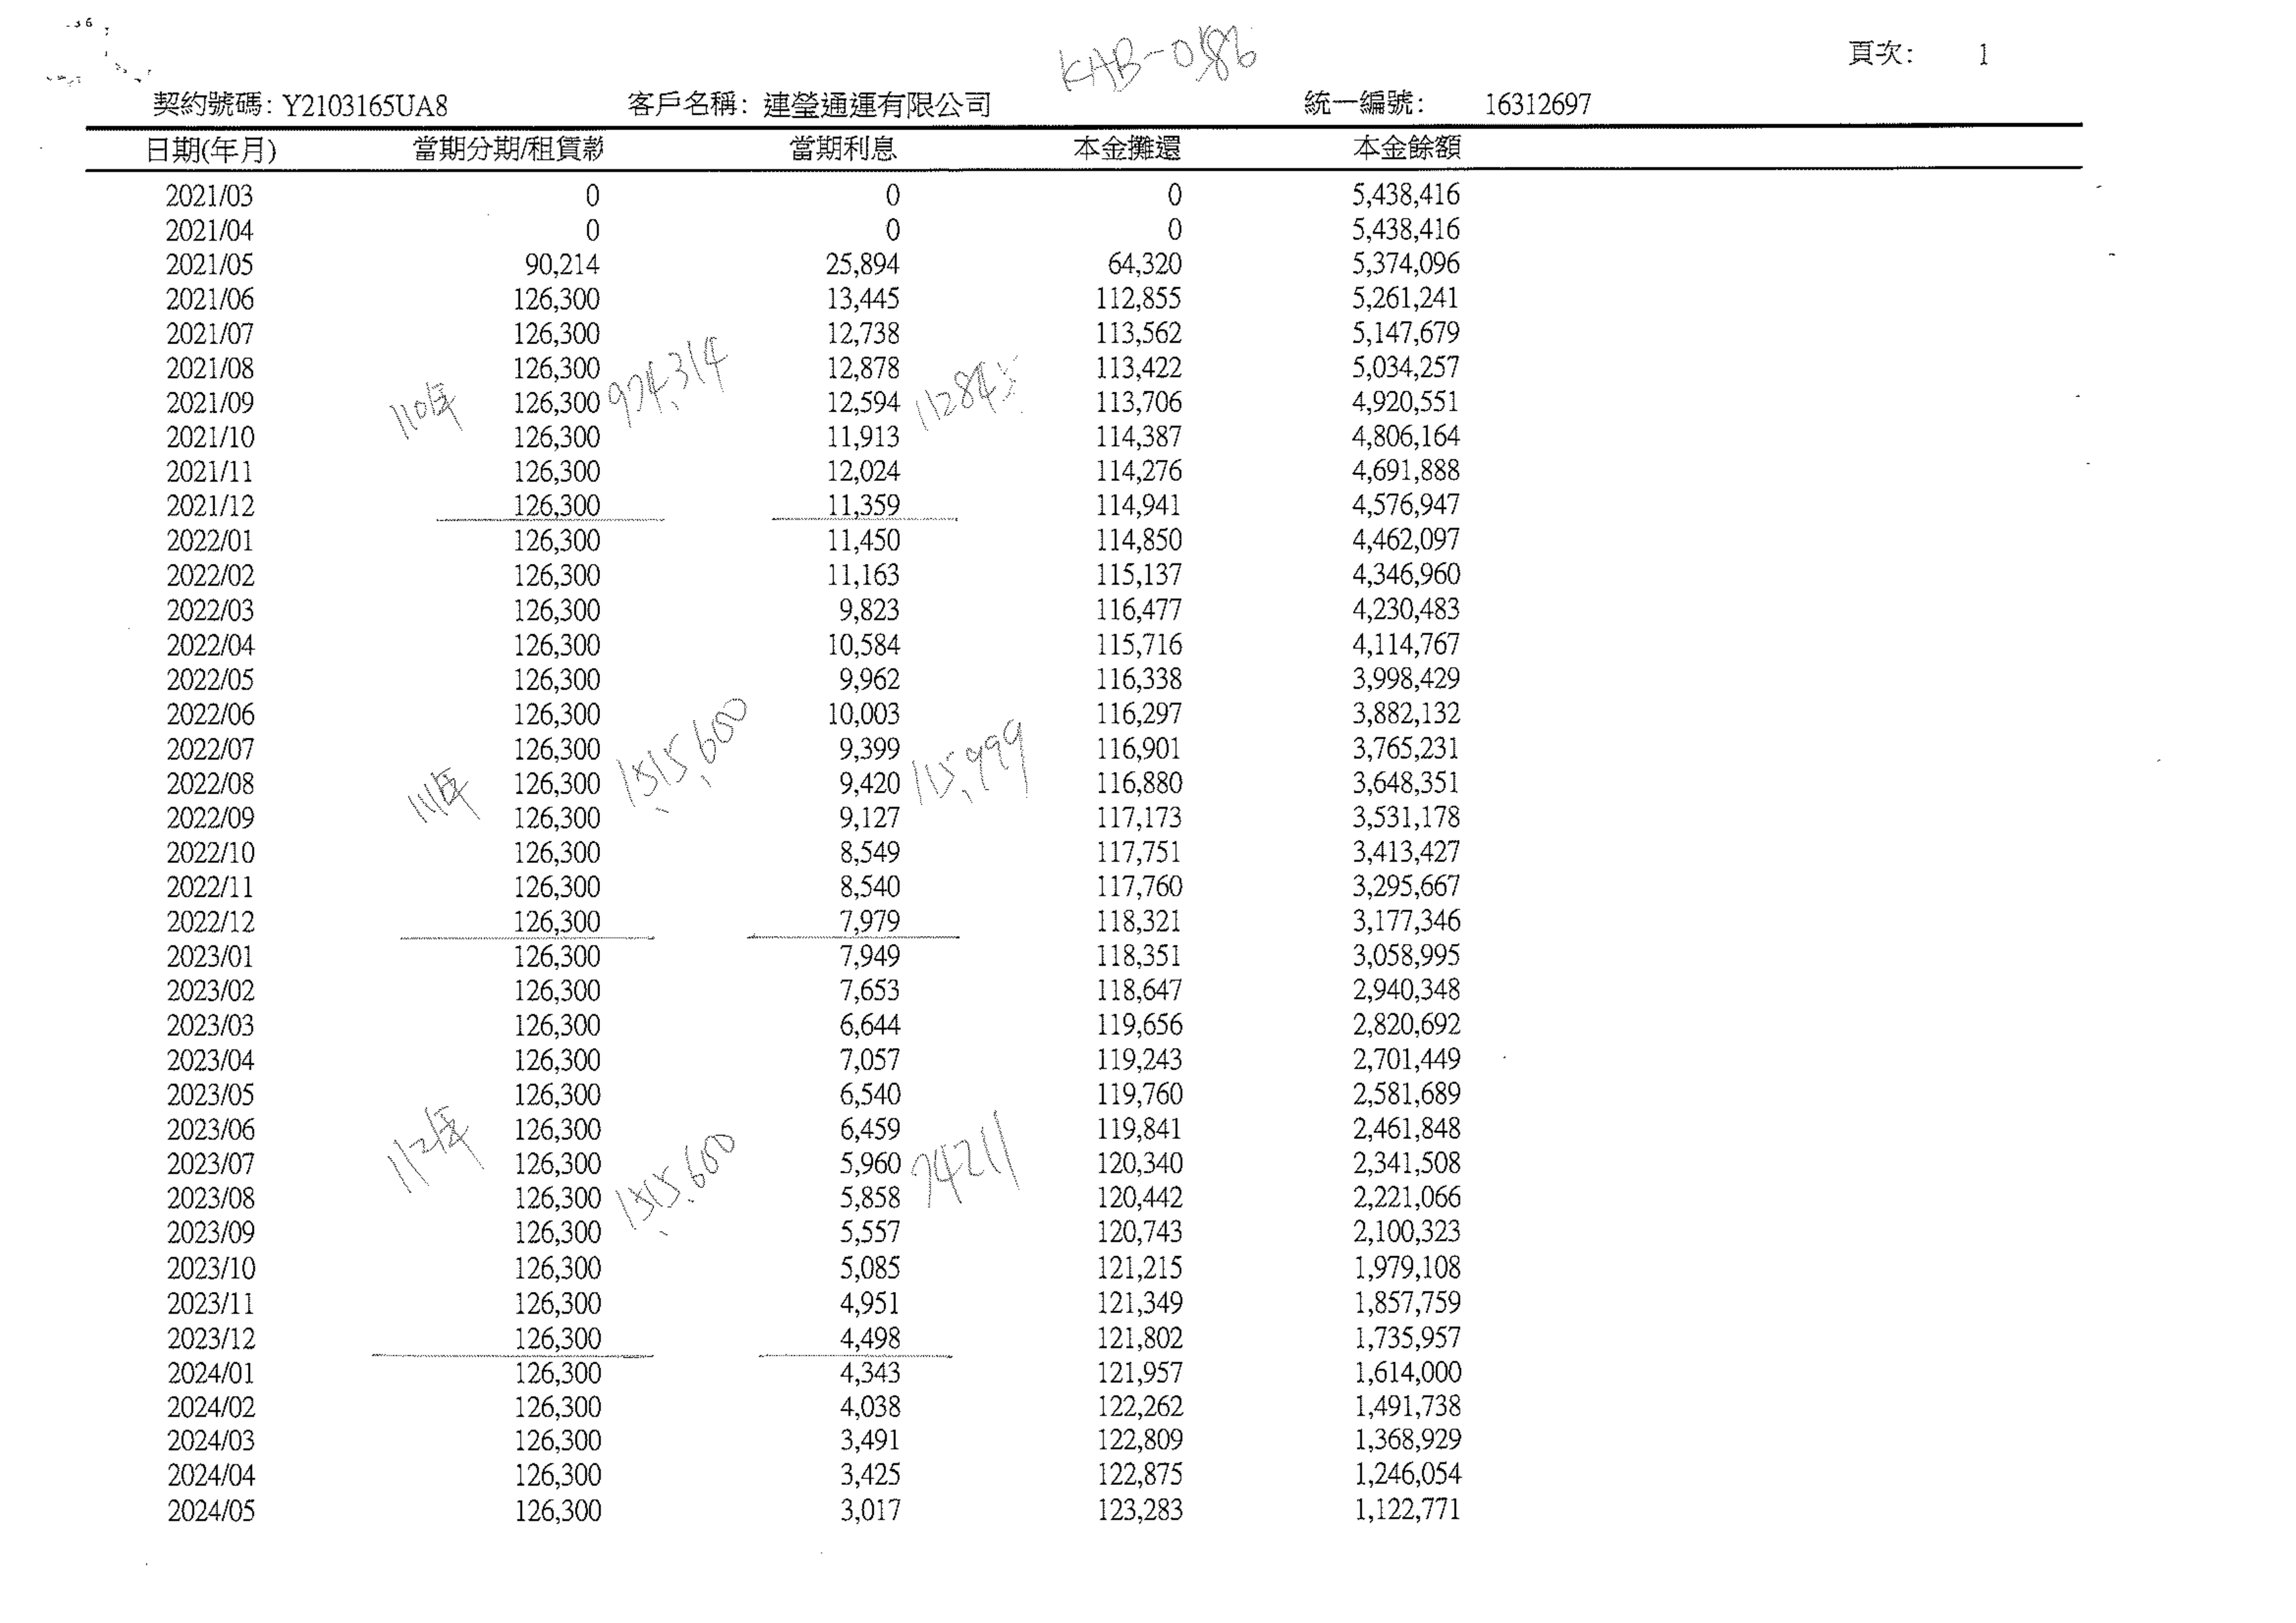 KAB-0186
頁次: 1
契約號碼: Y2103165UA8 客戶名稱: 連瑩通運有限公司 統一編號: 16312697
日期(年月) 當期分期/租賃款 當期利息 本金攤還 本金餘額
2021/03 0 0 0 5,438,416
2021/04 0 0 0 5,438,416
2021/05 90,214 25,894 64,320 5,374,096
2021/06 126,300 13,445 112,855 5,261,241
2021/07 126,300 12,738 113,562 5,147,679
2021/08 126,300 12,878 113,422 5,034,257
110年 974,314 112845
2021/09 126,300 12,594 113,706 4,920,551
2021/10 126,300 11,913 114,387 4,806,164
2021/11 126,300 12,024 114,276 4,691,888
2021/12 126,300 11,359 114,941 4,576,947
2022/01 126,300 11,450 114,850 4,462,097
2022/02 126,300 11,163 115,137 4,346,960
2022/03 126,300 9,823 116,477 4,230,483
2022/04 126,300 10,584 115,716 4,114,767
2022/05 126,300 9,962 116,338 3,998,429
2022/06 126,300 10,003 116,297 3,882,132
2022/07 126,300 9,399 116,901 3,765,231
111年 1,515,600 115,999
2022/08 126,300 9,420 116,880 3,648,351
2022/09 126,300 9,127 117,173 3,531,178
2022/10 126,300 8,549 117,751 3,413,427
2022/11 126,300 8,540 117,760 3,295,667
2022/12 126,300 7,979 118,321 3,177,346
2023/01 126,300 7,949 118,351 3,058,995
2023/02 126,300 7,653 118,647 2,940,348
2023/03 126,300 6,644 119,656 2,820,692
2023/04 126,300 7,057 119,243 2,701,449
2023/05 126,300 6,540 119,760 2,581,689
2023/06 126,300 6,459 119,841 2,461,848
112年 1,515,600 74211
2023/07 126,300 5,960 120,340 2,341,508
2023/08 126,300 5,858 120,442 2,221,066
2023/09 126,300 5,557 120,743 2,100,323
2023/10 126,300 5,085 121,215 1,979,108
2023/11 126,300 4,951 121,349 1,857,759
2023/12 126,300 4,498 121,802 1,735,957
2024/01 126,300 4,343 121,957 1,614,000
2024/02 126,300 4,038 122,262 1,491,738
2024/03 126,300 3,491 122,809 1,368,929
2024/04 126,300 3,425 122,875 1,246,054
2024/05 126,300 3,017 123,283 1,122,771